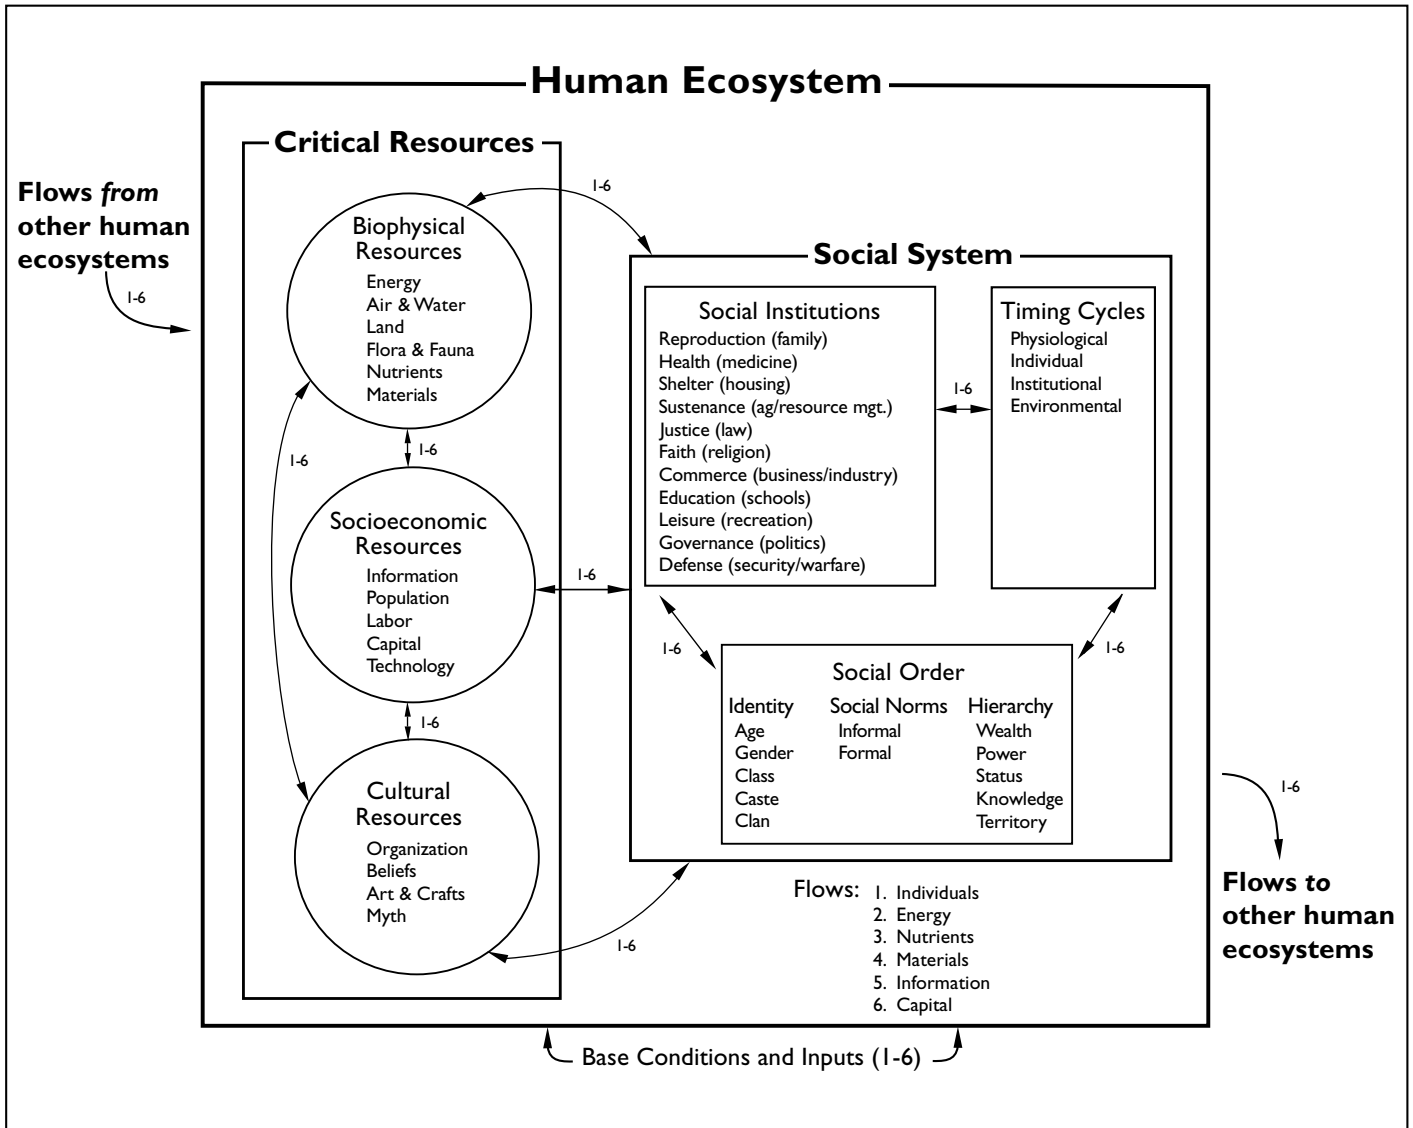 Human Ecosystem
Critical Resources
Flows from
other human
ecosystems
1-6
Biophysical
Resources
Energy
Air & Water
Land
Flora & Fauna
Nutrients
Materials
1-6
1-6
1-6
Socioeconomic
Resources
Information
Population
Labor
Capital
Technology
1-6
1-6
Cultural
Resources
Organization
Beliefs
Art & Crafts
Myth
1-6
Social System
Social Institutions
Reproduction (family)
Health (medicine)
Shelter (housing)
Sustenance (ag/resource mgt.)
Justice (law)
Faith (religion)
Commerce (business/industry)
Education (schools)
Leisure (recreation)
Governance (politics)
Defense (security/warfare)
1-6
Timing Cycles
Physiological
Individual
Institutional
Environmental
1-6
1-6
Social Order
Identity
Age
Gender
Class
Caste
Clan
Social Norms
Informal
Formal
Hierarchy
Wealth
Power
Status
Knowledge
Territory
Flows:
1. Individuals
2. Energy
3. Nutrients
4. Materials
5. Information
6. Capital
1-6
Flows to
other human
ecosystems
Base Conditions and Inputs (1-6)